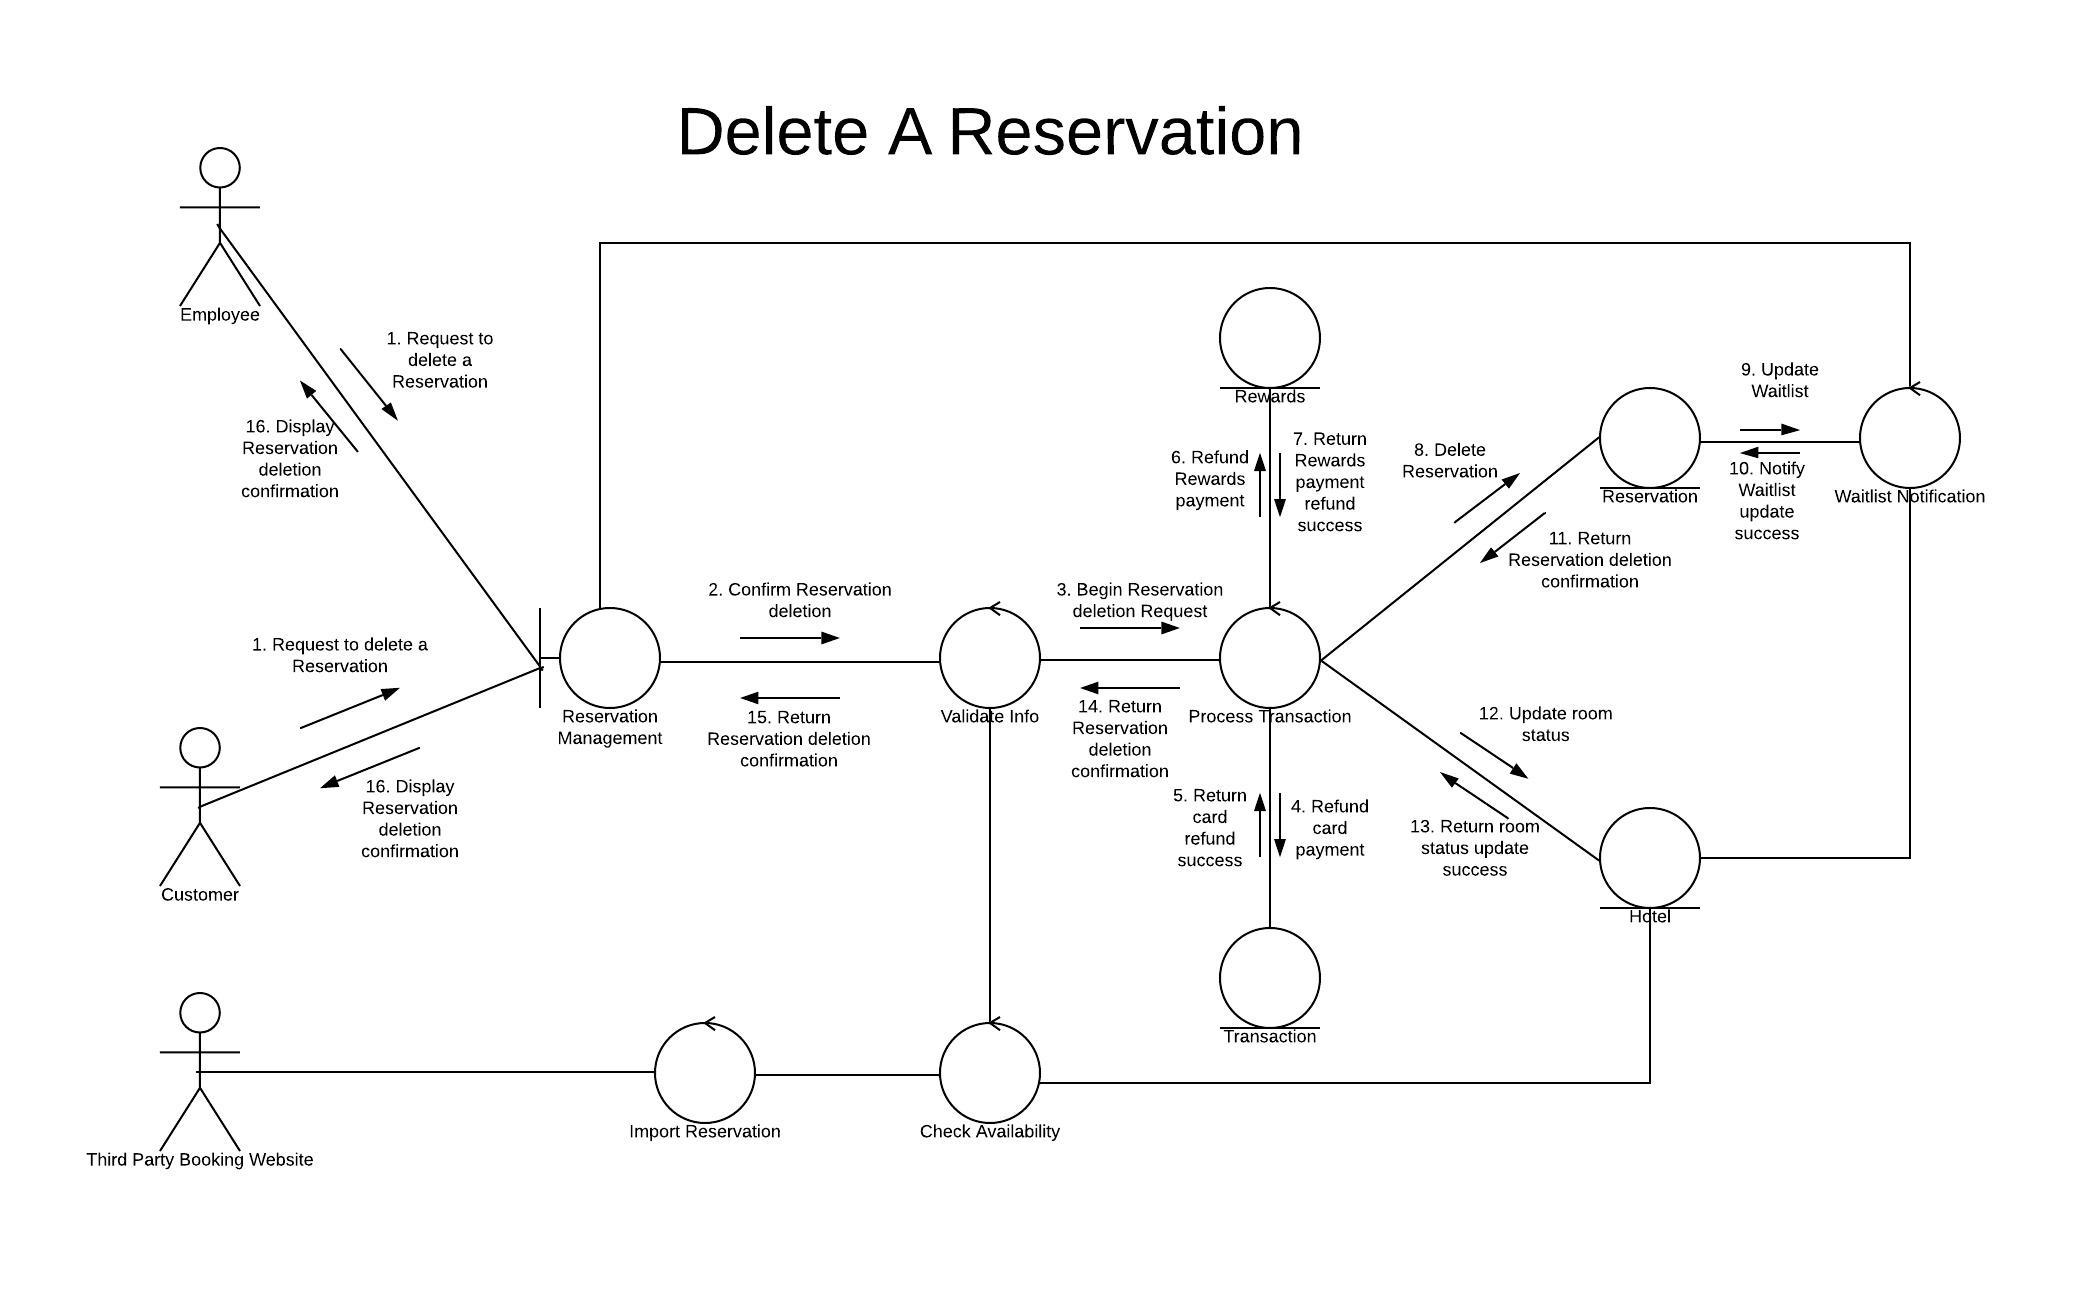 Delete A Reservation
Employee
1. Request to
delete a
Reservation
16. Display
Reservation
deletion
confirmation
1. Request to delete a
Reservation
16. Display
Reservation
deletion
confirmation
Customer
Reservation
Management
2. Confirm Reservation
deletion
15. Return
Reservation deletion
confirmation
Validate Info
3. Begin Reservation
deletion Request
14. Return
Reservation
deletion
confirmation
Process Transaction
Rewards
6. Refund
Rewards
payment
7. Return
Rewards
payment
refund
success
5. Return
card
refund
success
4. Refund
card
payment
Transaction
8. Delete
Reservation
11. Return
Reservation deletion
confirmation
Reservation
9. Update
Waitlist
10. Notify
Waitlist
update
success
Waitlist Notification
12. Update room
status
13. Return room
status update
success
Hotel
Third Party Booking Website
Import Reservation
Check Availability